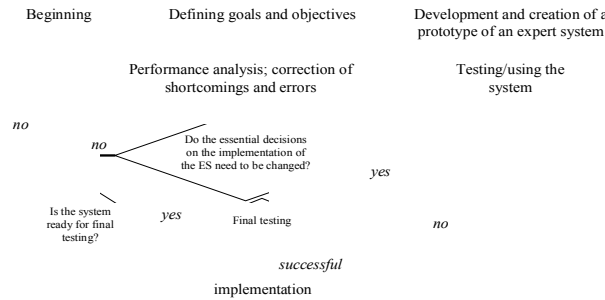 Beginning
Defining goals and objectives
Development and creation of a
prototype of an expert system
Performance analysis; correction of
shortcomings and errors
Testing/using the
system
no
no
Do the essential decisions
on the implementation of
the ES need to be changed?
yes
Is the system
ready for final
testing?
yes
Final testing
no
successful
implementation